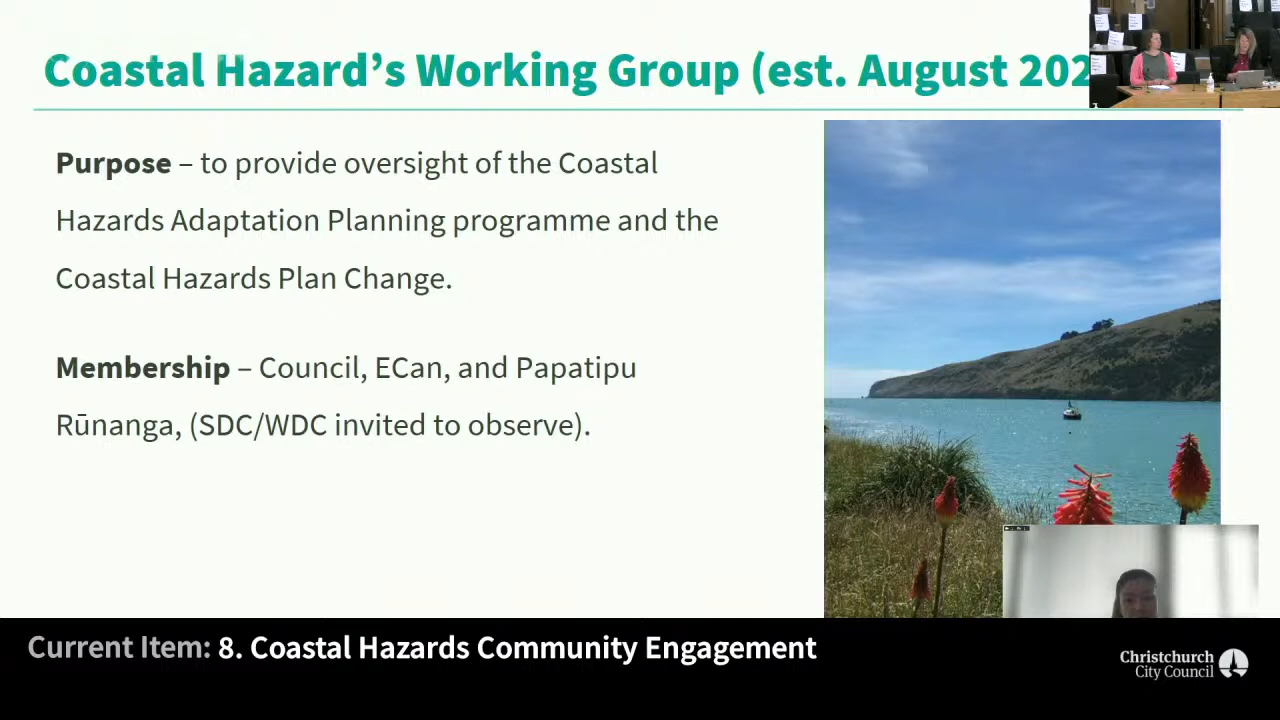 Coastal Hazard’s Working Group (est. August 202
Purpose – to provide oversight of the Coastal
Hazards Adaptation Planning programme and the
Coastal Hazards Plan Change.
Membership – Council, ECan, and Papatipu
Rūnanga, (SDC/WDC invited to observe).
Current Item: 8. Coastal Hazards Community Engagement
Christchurch
City Council